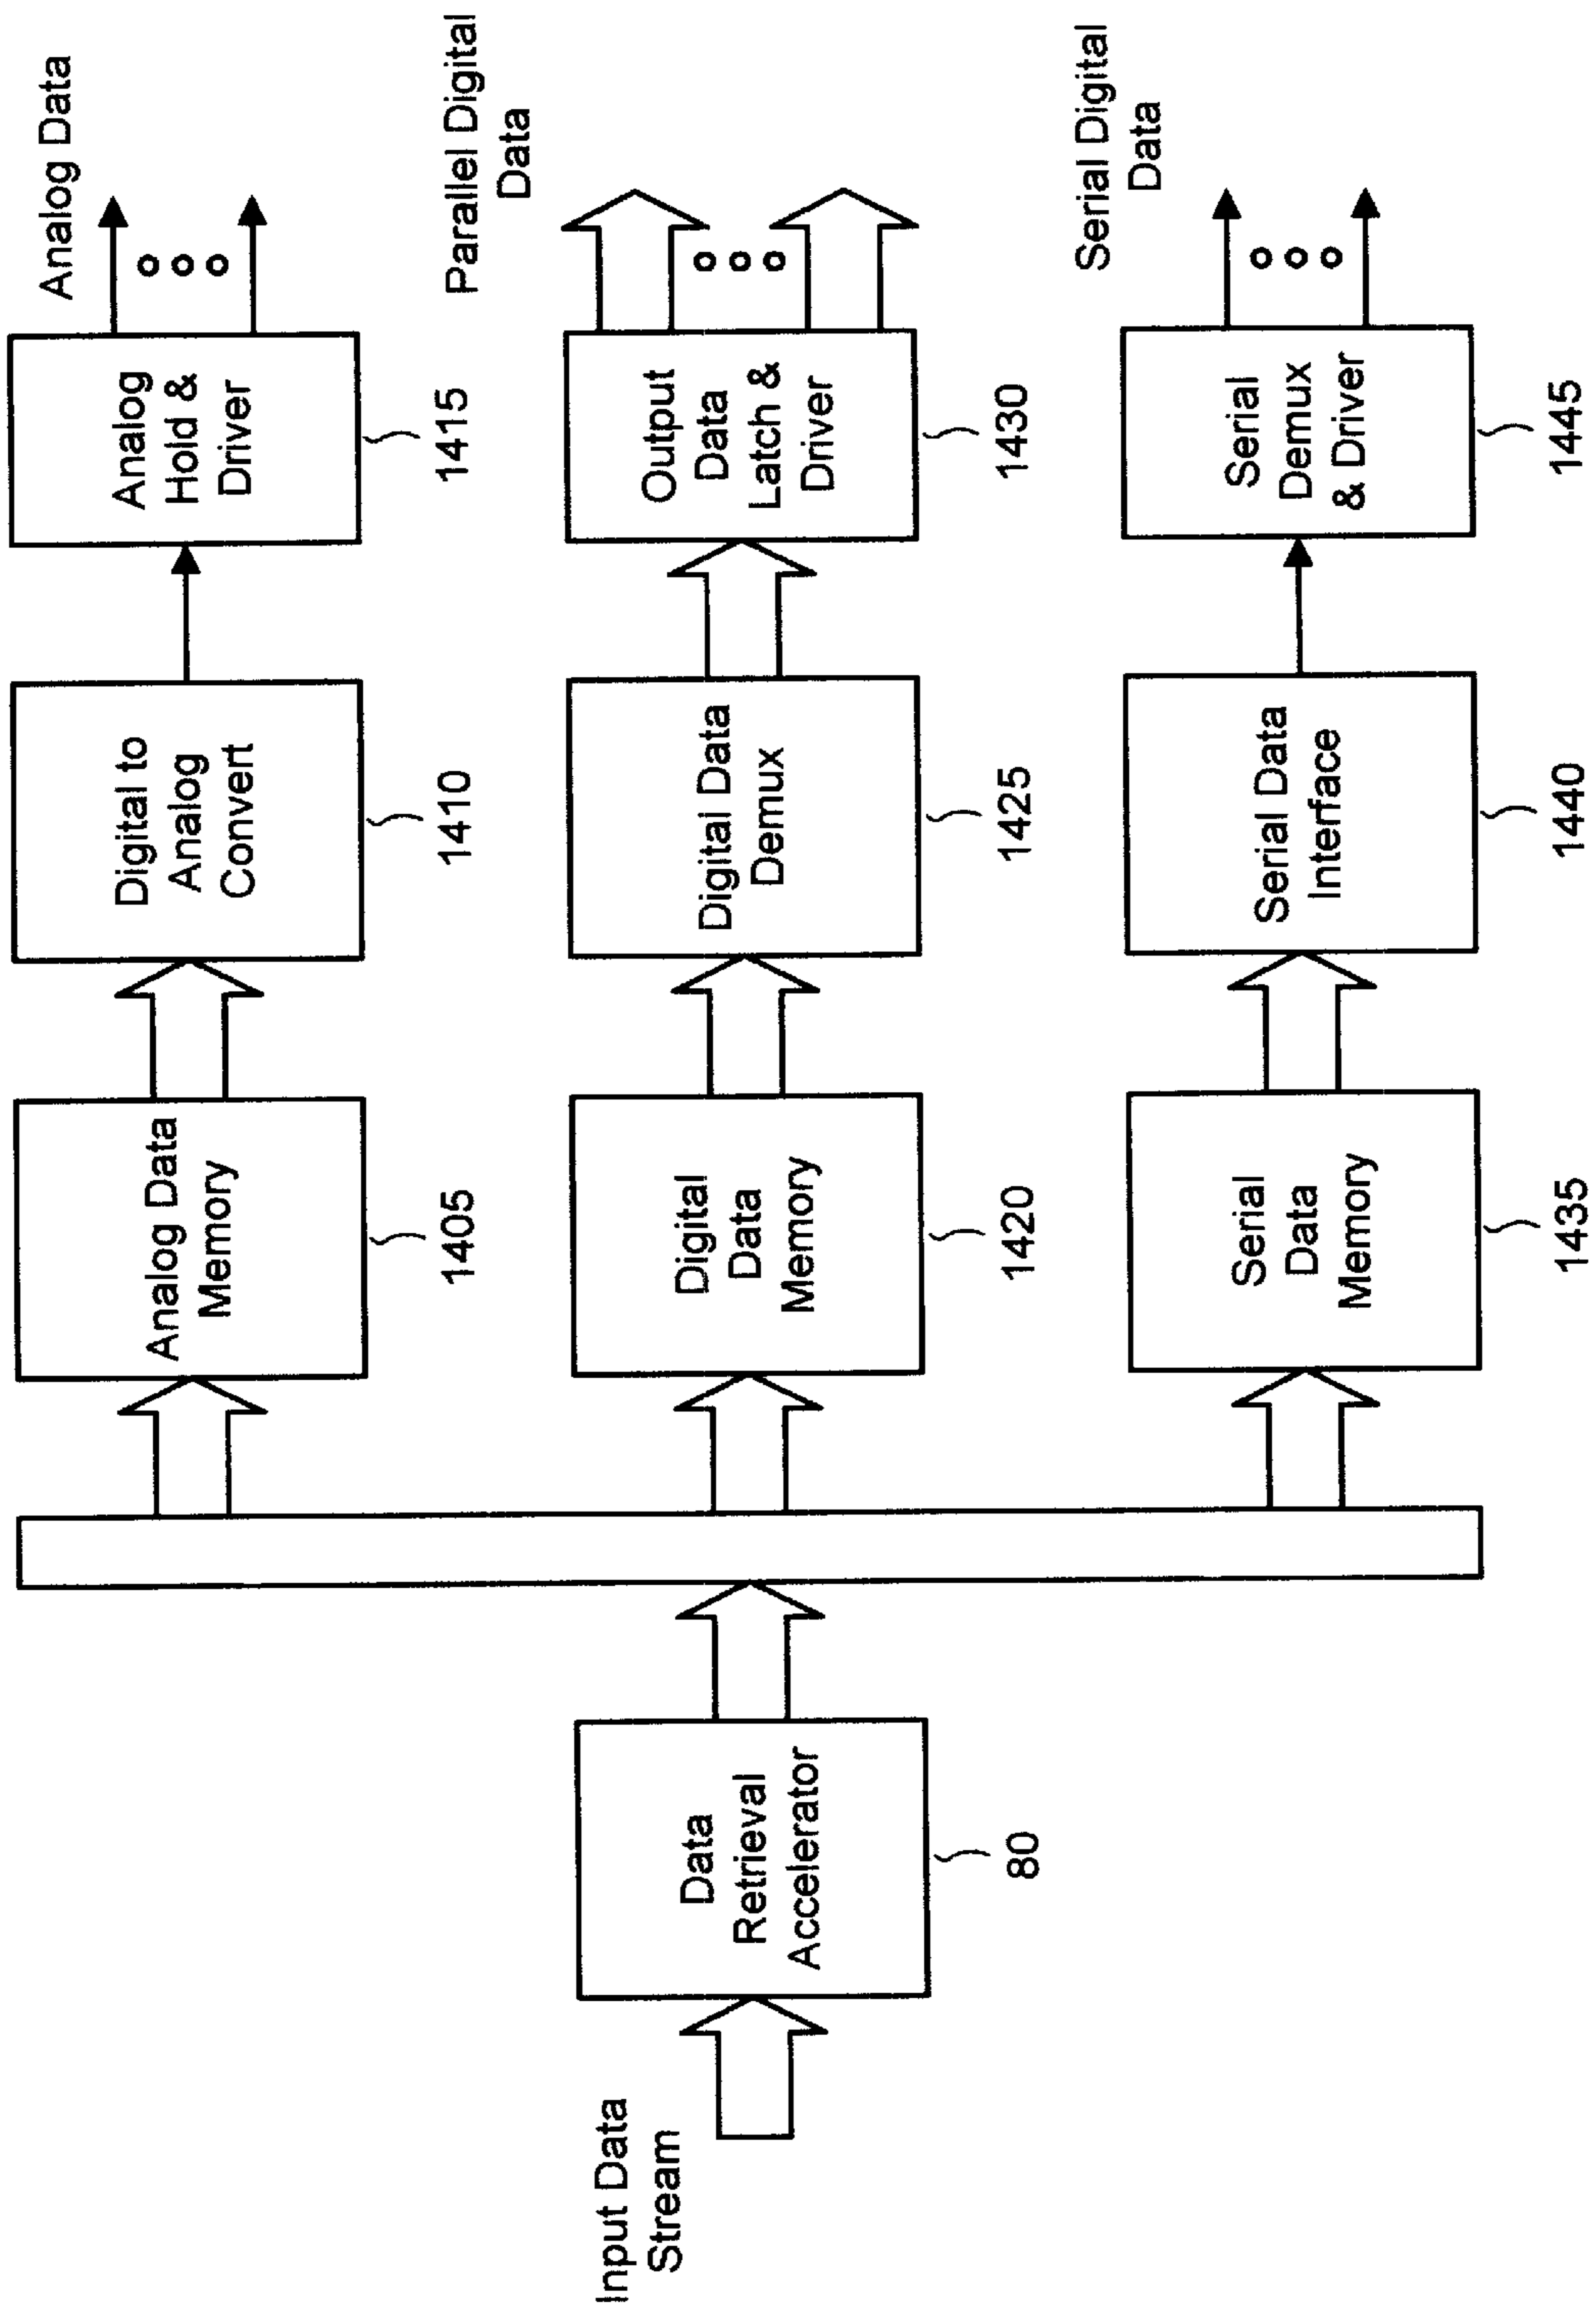 Input Data
Stream
Data
Retrieval
Accelerator
80
Analog Data
Memory
1405
Digital to
Analog
Convert
1410
Analog
Hold &
Driver
1415
Analog Data
Digital
Data
Memory
1420
Digital Data
Demux
1425
Output
Data
Latch &
Driver
1430
Parallel Digital
Data
Serial
Data
Memory
1435
Serial Data
Interface
1440
Serial
Demux
& Driver
1445
Serial Digital
Data